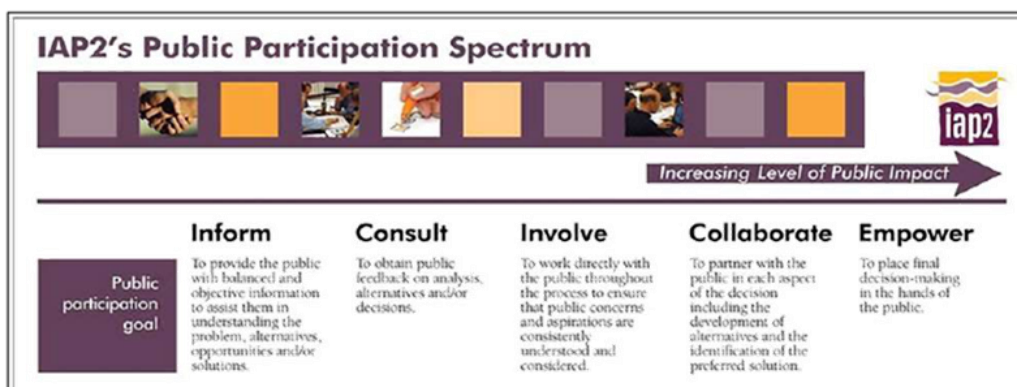 IAP2's Public Participation Spectrum
iap2
Increasing Level of Public Impact
Inform
To provide the public
with balanced and
objective information
to assist them in
understanding the
problem, alternatives,
opportunities and/or
solutions.
Consult
To obtain public
feedback on analysis,
alternatives and/or
decisions.
Involve
To work directly with
the public throughout
the process to ensure
that public concerns
and aspirations are
consistently
understood and
considered.
Collaborate
To partner with the
public in each aspect
of the decision
including the
development of
alternatives and the
identification of the
preferred solution.
Empower
To place final
decision-making
in the hands of
the public.
Public
participation
goal